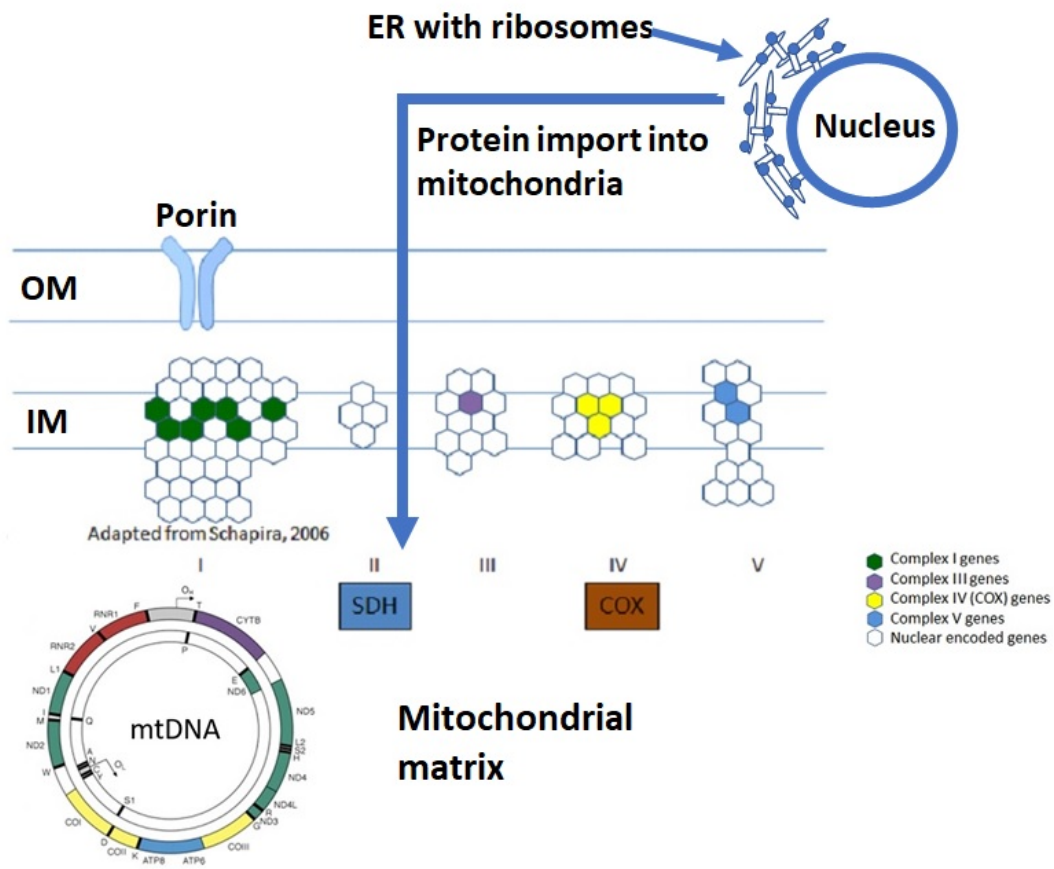 ER with ribosomes
Nucleus
Protein import into
mitochondria
Porin
OM
IM
Adapted from Schapira, 2006
I
II
III
IV
V
SDH
COX
Complex I genes
Complex III genes
Complex IV (COX) genes
Complex V genes
Nuclear encoded genes
mtDNA
Mitochondrial
matrix
F
OH
T
RNR1
CYTB
V
P
RNR2
E
L1
ND6
ND1
ND5
I
M
Q
L2
S2
H
ND2
A
N
OL
W
ND4
ND4L
S1
R
ND3
G
COI
D
COII
K
ATP8
ATP6
COIII